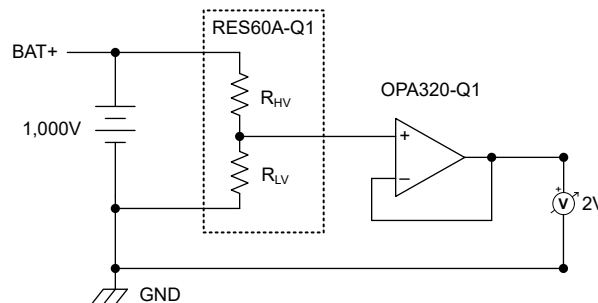 RES60A-Q1
BAT+
OPA320-Q1
RHV
1,000V
+
RLV
–
+
V
2V
GND